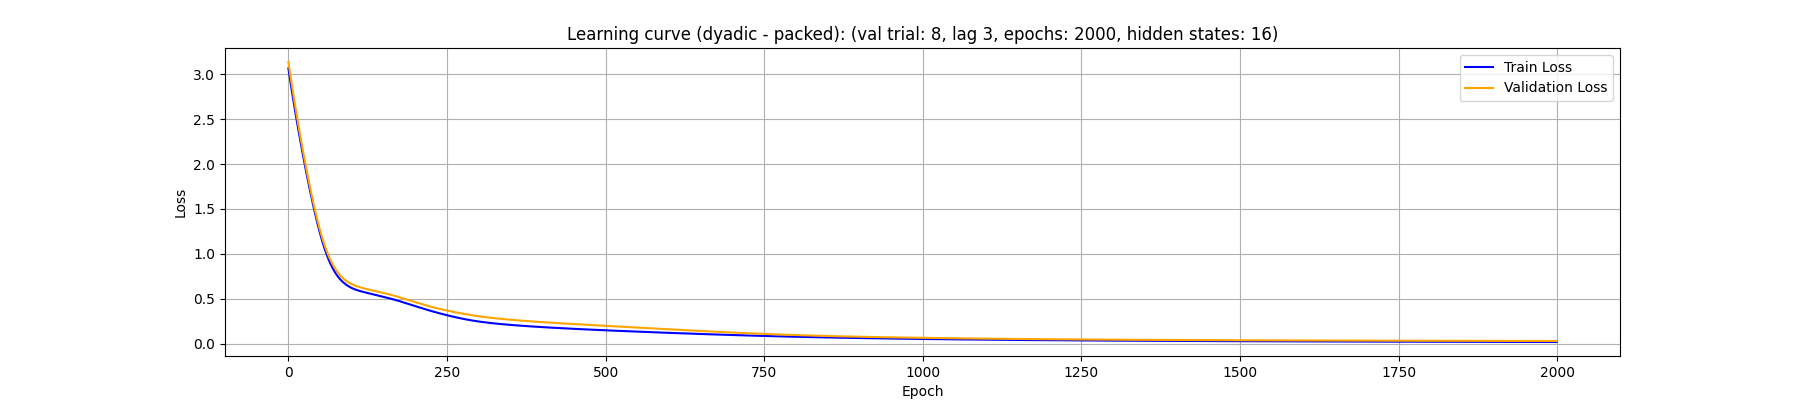 Learning curve (dyadic - packed): (val trial: 8, lag 3, epochs: 2000, hidden states: 16)
Train Loss
Validation Loss
3.0
2.5
2.0
1.5
1.0
0.5
0.0
Loss
0 250 500 750 1000 1250 1500 1750 2000
Epoch